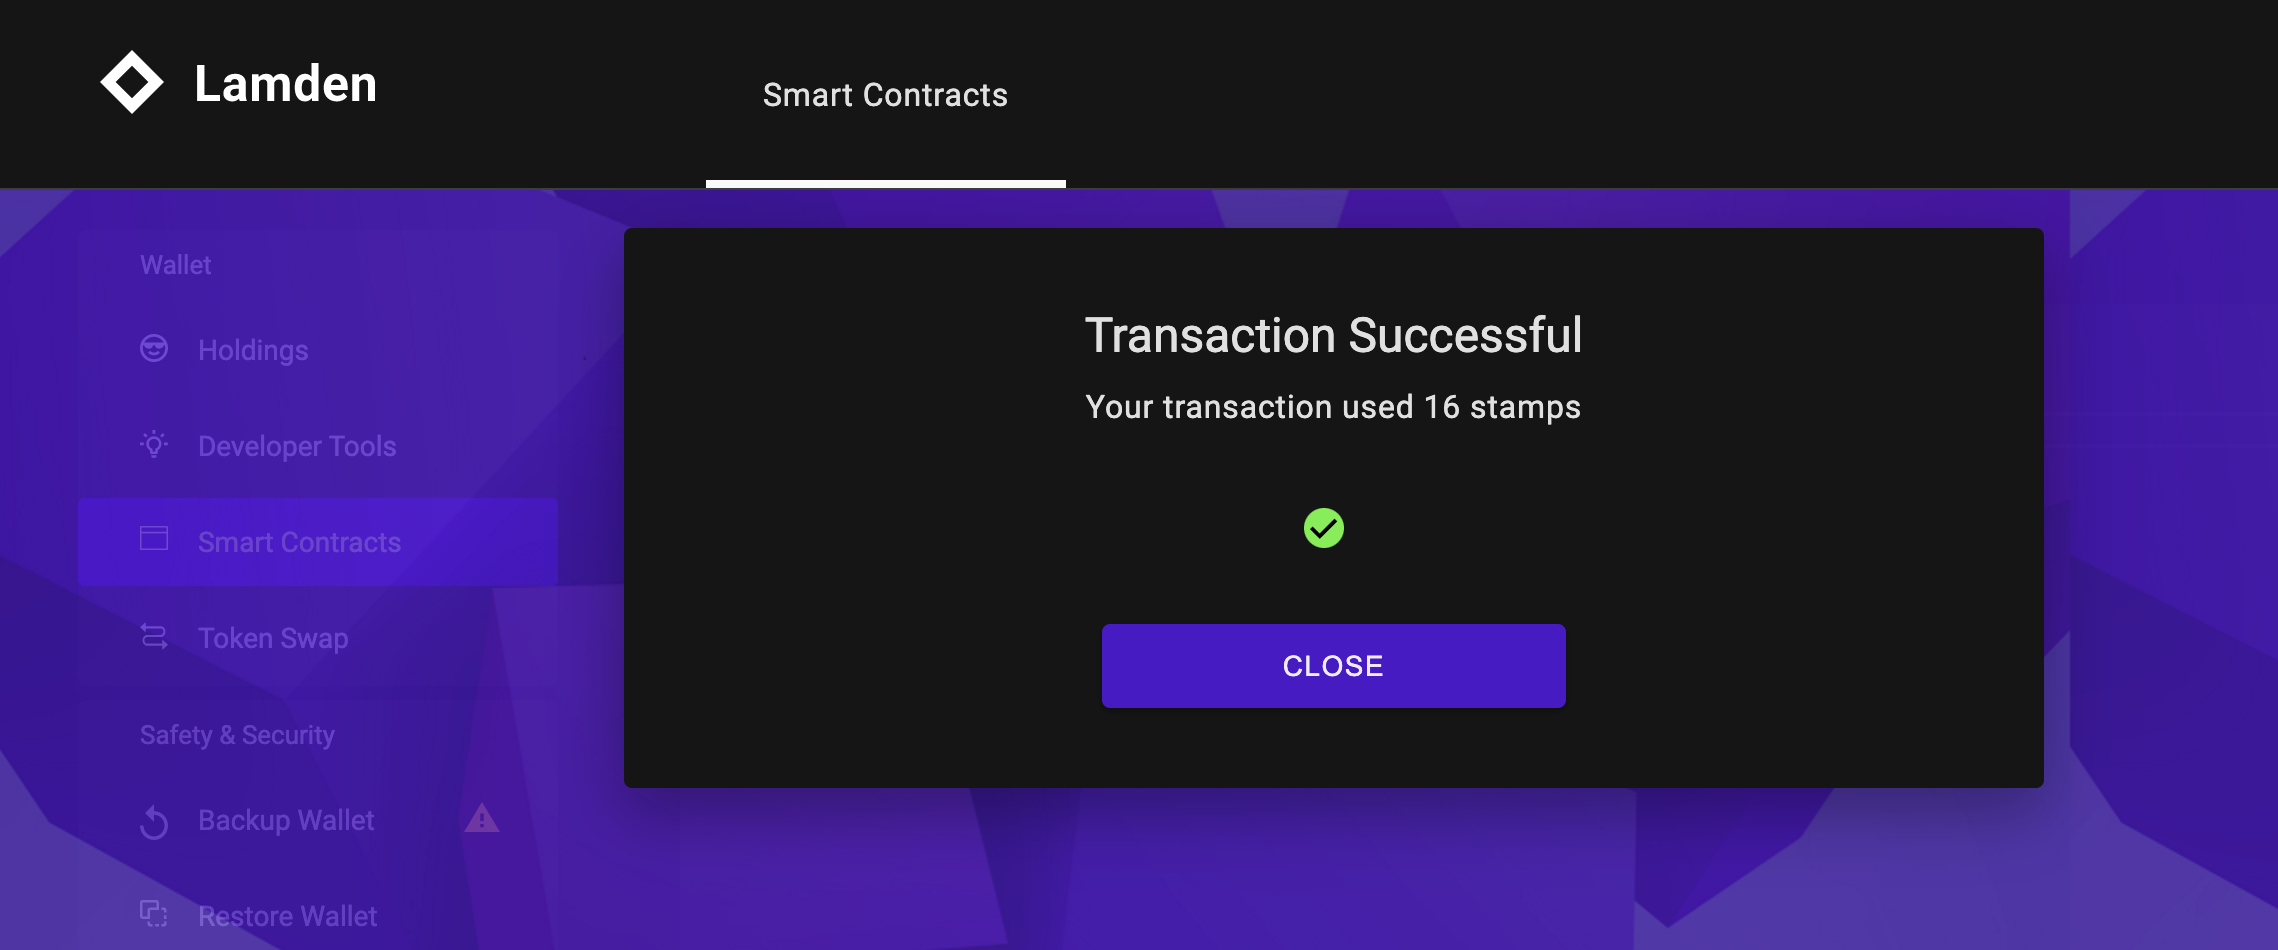 Lamden
Smart Contracts
Wallet
Holdings
Developer Tools
Smart Contracts
Token Swap
Safety & Security
Backup Wallet
Restore Wallet
Transaction Successful
Your transaction used 16 stamps
CLOSE